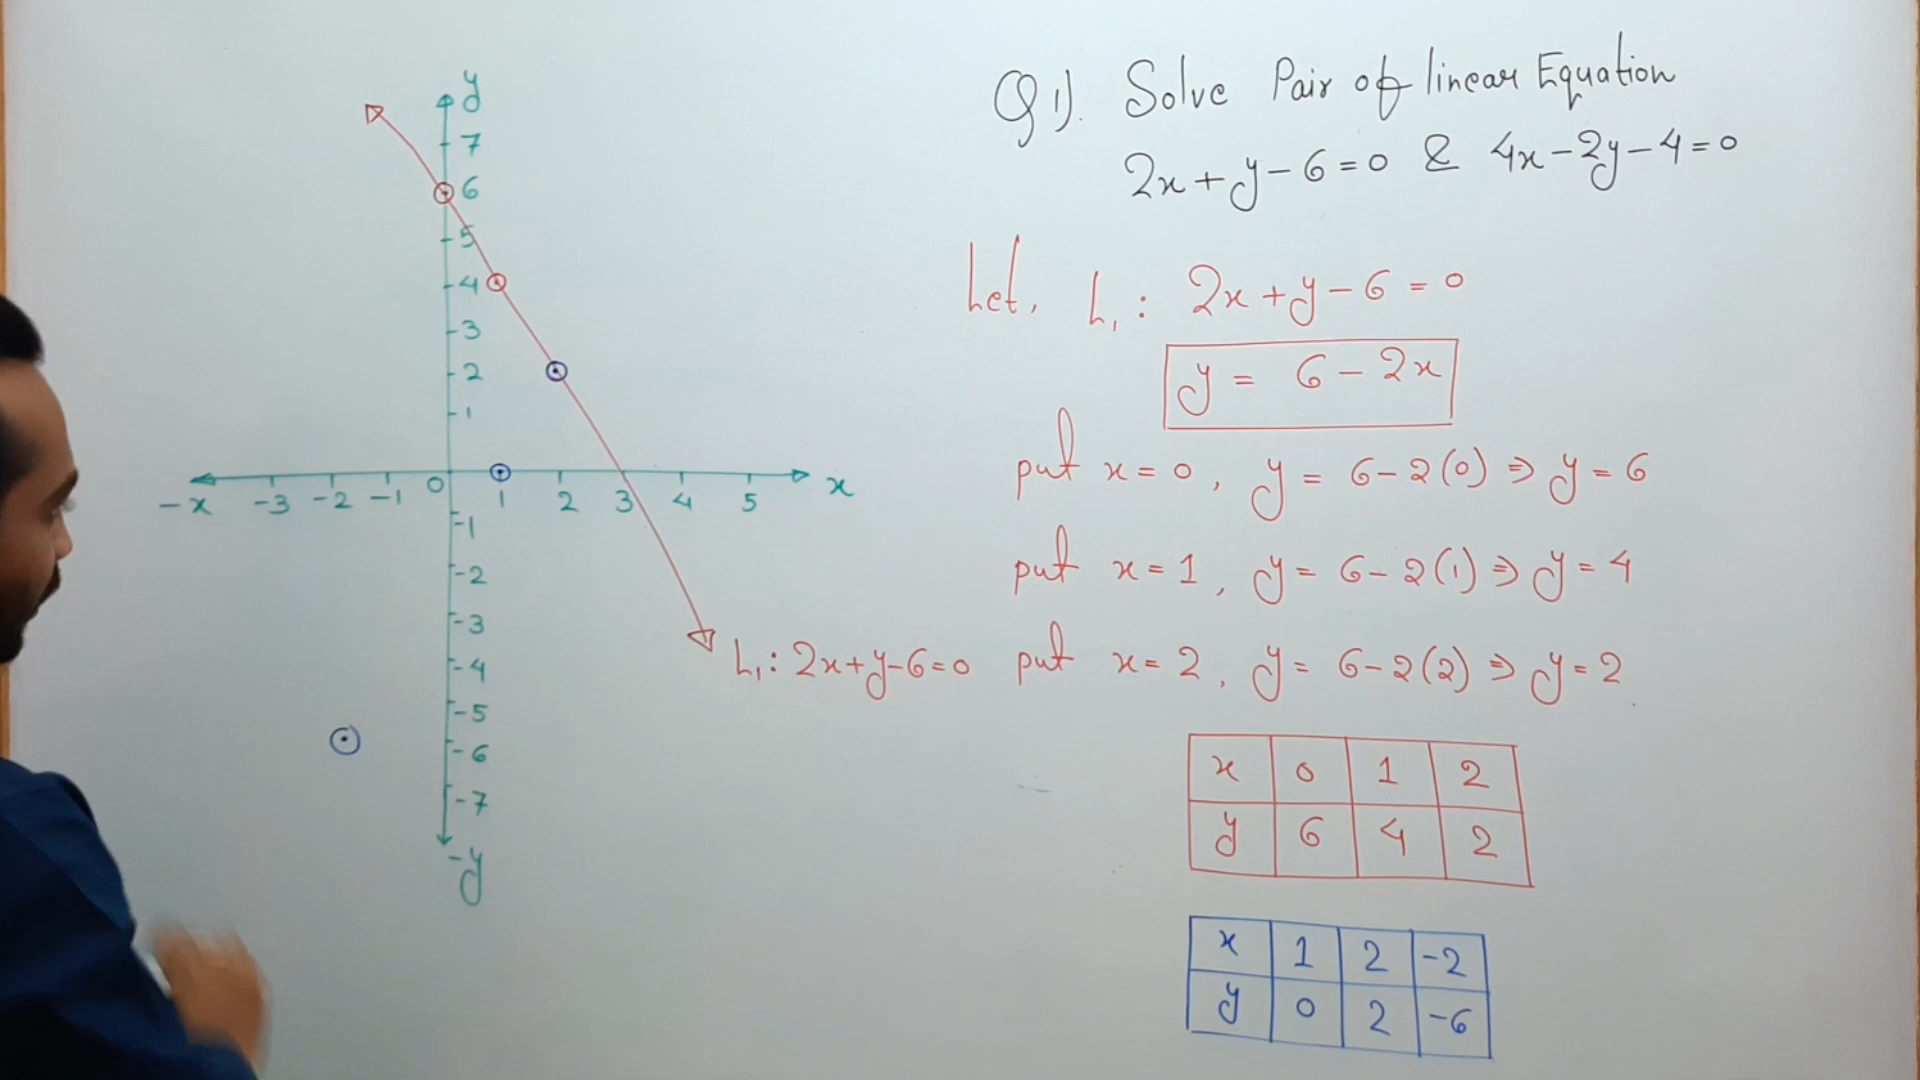 Q1). Solve Pair of linear Equation
2x+y-6=0 & 4x-2y-4=0
Let, L₁: 2x+y-6=0
y = 6-2x
put x=0, y=6-2(0) ⇒ y=6
put x=1, y=6-2(1) ⇒ y=4
put x=2, y=6-2(2) ⇒ y=2
x 0 1 2
y 6 4 2
x 1 2 -2
y 0 2 -6
y
7
6
5
4
3
2
1
-x -3 -2 -1 0 1 2 3 4 5 x
-1
-2
-3
-4
-5
-6
-7
-y
L₁: 2x+y-6=0